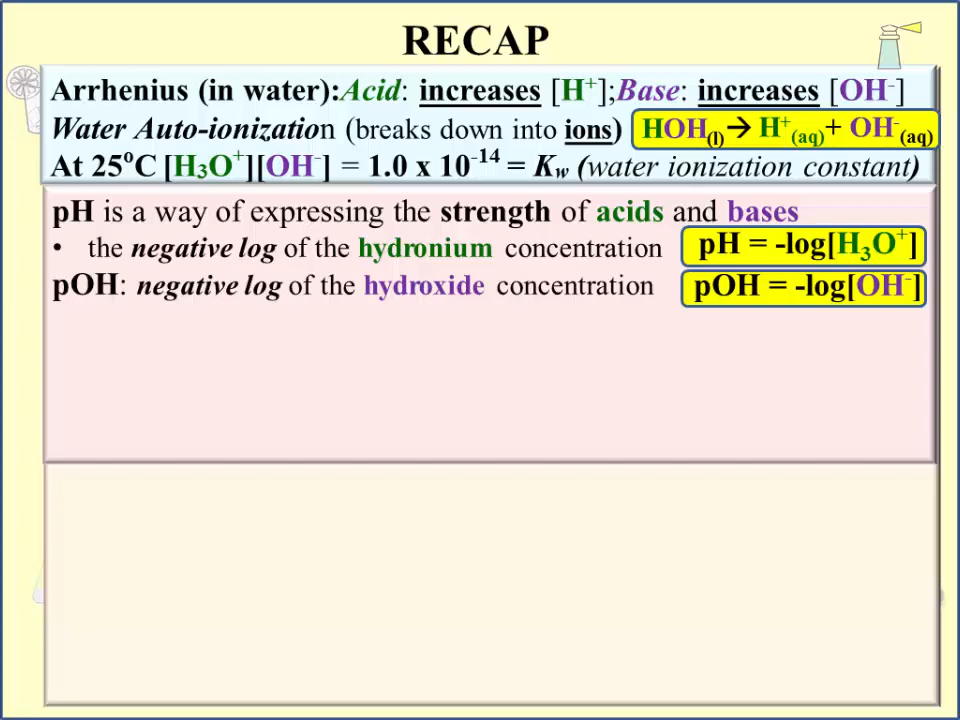 RECAP
Arrhenius (in water):Acid: increases [H⁺];Base: increases [OH⁻]
Water Auto-ionization (breaks down into ions) HOH(l)→ H⁺(aq)+ OH⁻(aq)
At 25°C [H₃O⁺][OH⁻] = 1.0 x 10⁻¹⁴ = Kw (water ionization constant)
pH is a way of expressing the strength of acids and bases
• the negative log of the hydronium concentration pH = -log[H₃O⁺]
pOH: negative log of the hydroxide concentration pOH = -log[OH⁻]